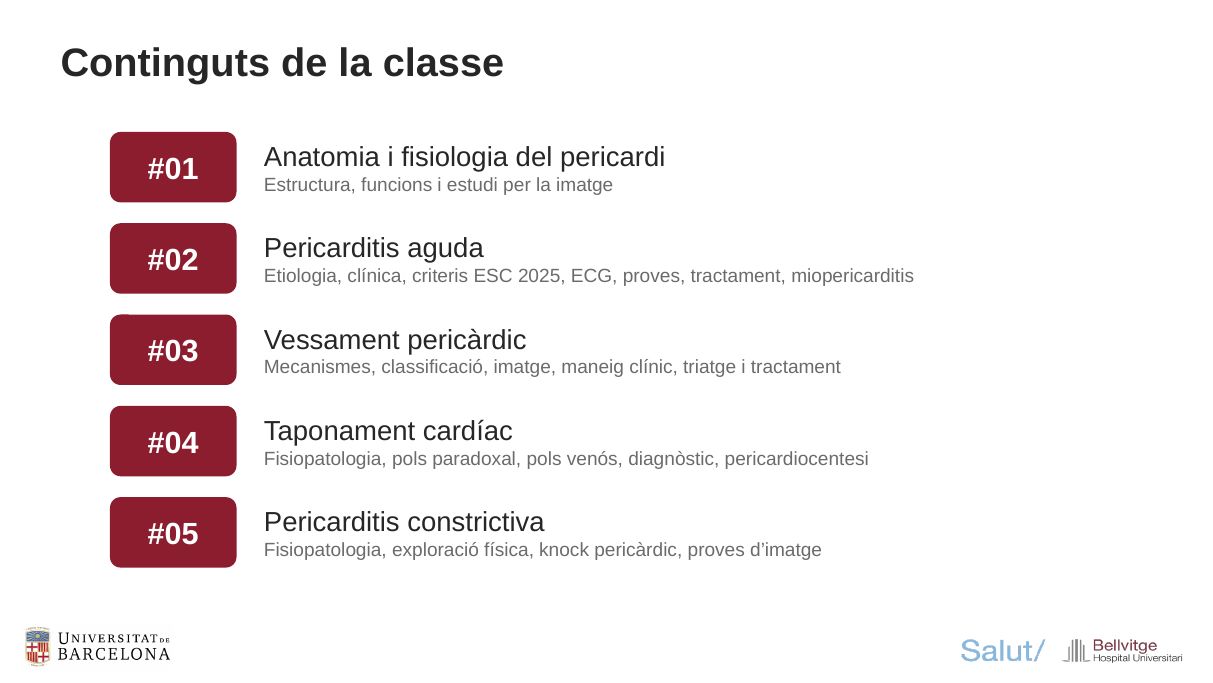 Continguts de la classe
#01
Anatomia i fisiologia del pericardi
Estructura, funcions i estudi per la imatge
#02
Pericarditis aguda
Etiologia, clínica, criteris ESC 2025, ECG, proves, tractament, miopericarditis
#03
Vessament pericàrdic
Mecanismes, classificació, imatge, maneig clínic, triatge i tractament
#04
Taponament cardíac
Fisiopatologia, pols paradoxal, pols venós, diagnòstic, pericardiocentesi
#05
Pericarditis constrictiva
Fisiopatologia, exploració física, knock pericàrdic, proves d’imatge
UNIVERSITAT DE
BARCELONA
Salut/
Bellvitge
Hospital Universitari